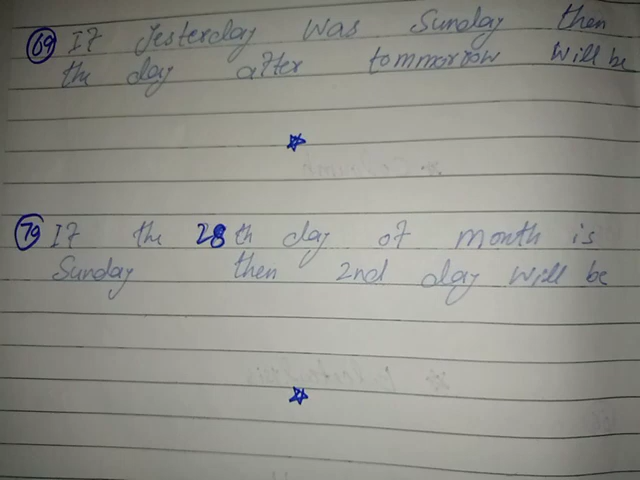 69 If Yesterday was Sunday then
the day after tommorrow will be
79 If the 28th day of month is
Sunday then 2nd day will be